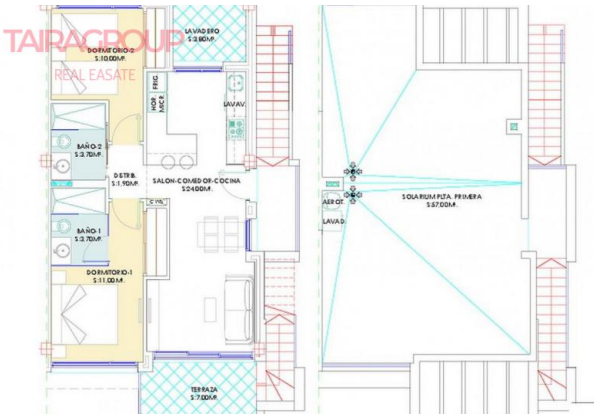 TAIRAGROUP
REAL EASATE
DORMITORIO-2
S:10,00M².
LAVADERO
S:3,80M².
FRIG.
HOR.
MICR.
LAVAV.
BAÑO-2
S:3,70M².
DSTRB.
S:1,90M².
SALON-COMEDOR-COCINA
S:24,00M².
BAÑO-1
S:3,70M².
DORMITORIO-1
S:11,00M².
TERRAZA
S:7,00M².
AEROT.
LAVAD.
SOLARIUM PLTA. PRIMERA
S:57,00M².